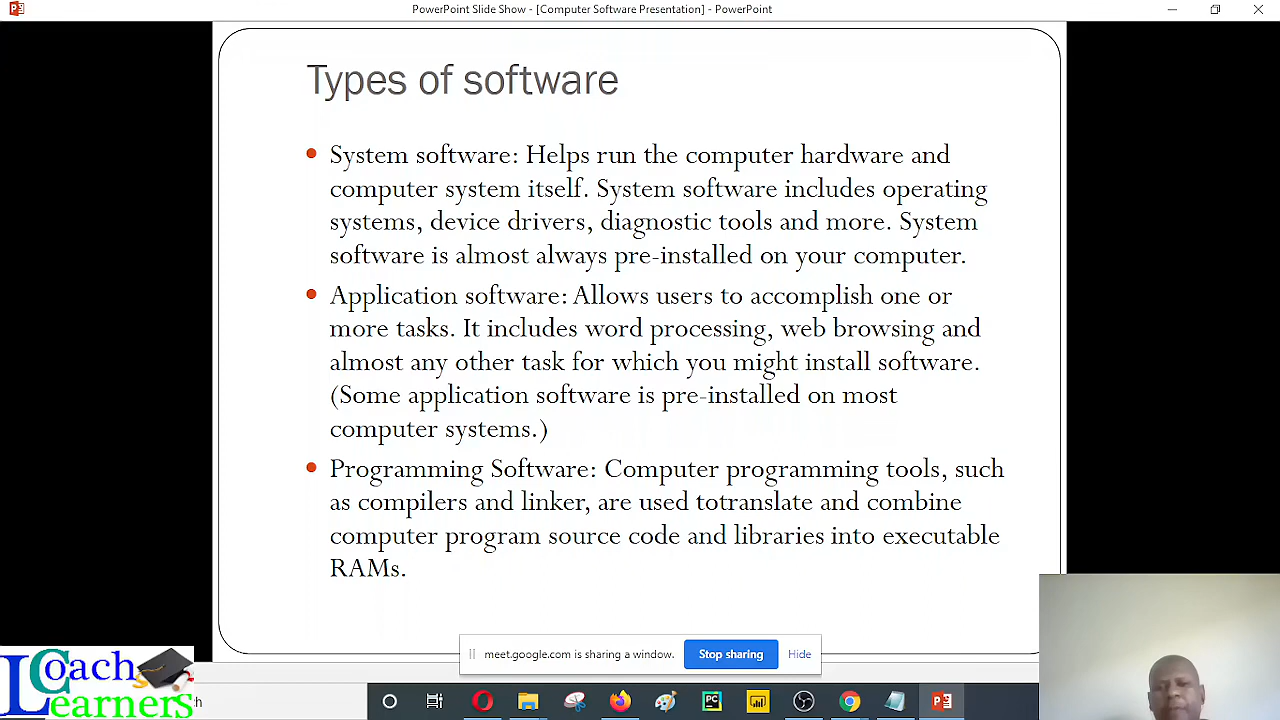 PowerPoint Slide Show - [Computer Software Presentation] - PowerPoint
Types of software
System software: Helps run the computer hardware and
computer system itself. System software includes operating
systems, device drivers, diagnostic tools and more. System
software is almost always pre-installed on your computer.
Application software: Allows users to accomplish one or
more tasks. It includes word processing, web browsing and
almost any other task for which you might install software.
(Some application software is pre-installed on most
computer systems.)
Programming Software: Computer programming tools, such
as compilers and linker, are used totranslate and combine
computer program source code and libraries into executable
RAMs.
meet.google.com is sharing a window. Stop sharing Hide
Coach
Learners
ch
PC